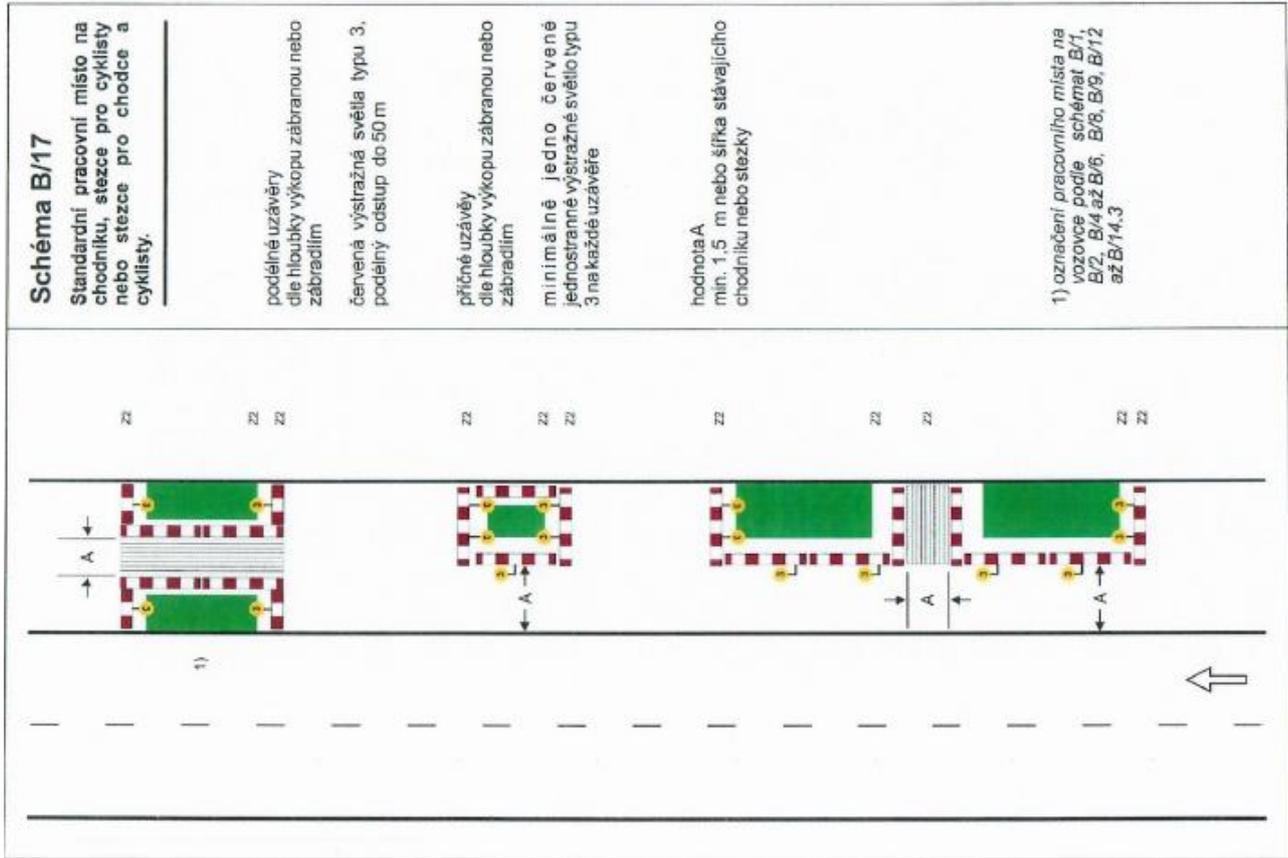 Schéma B/17
Standardní pracovní místo na
chodníku, stezce pro cyklisty
nebo stezce pro chodce a
cyklisty.
podélné uzávěry
dle hloubky výkopu zábranou nebo
zábradlím
červená výstražná světla typu 3,
podélný odstup do 50 m
příčné uzávěy
dle hloubky výkopu zábranou nebo
zábradlím
minimálně jedno červené
jednostranné výstražné světlo typu
3 na každé uzávěře
hodnota A
min. 1.5 m nebo šířka stávajícího
chodníku nebo stezky
1) označení pracovního místa na
vozovce podle schémat B/1,
B/2, B/4 až B/6, B/8, B/9, B/12
až B/14.3
Z2
Z2
Z2
Z2
Z2
Z2
Z2
Z2
Z2
Z2
Z2
A
3
3
3
3
1)
3
3
3
3
3
A
3
3
3
3
A
3
3
3
3
A